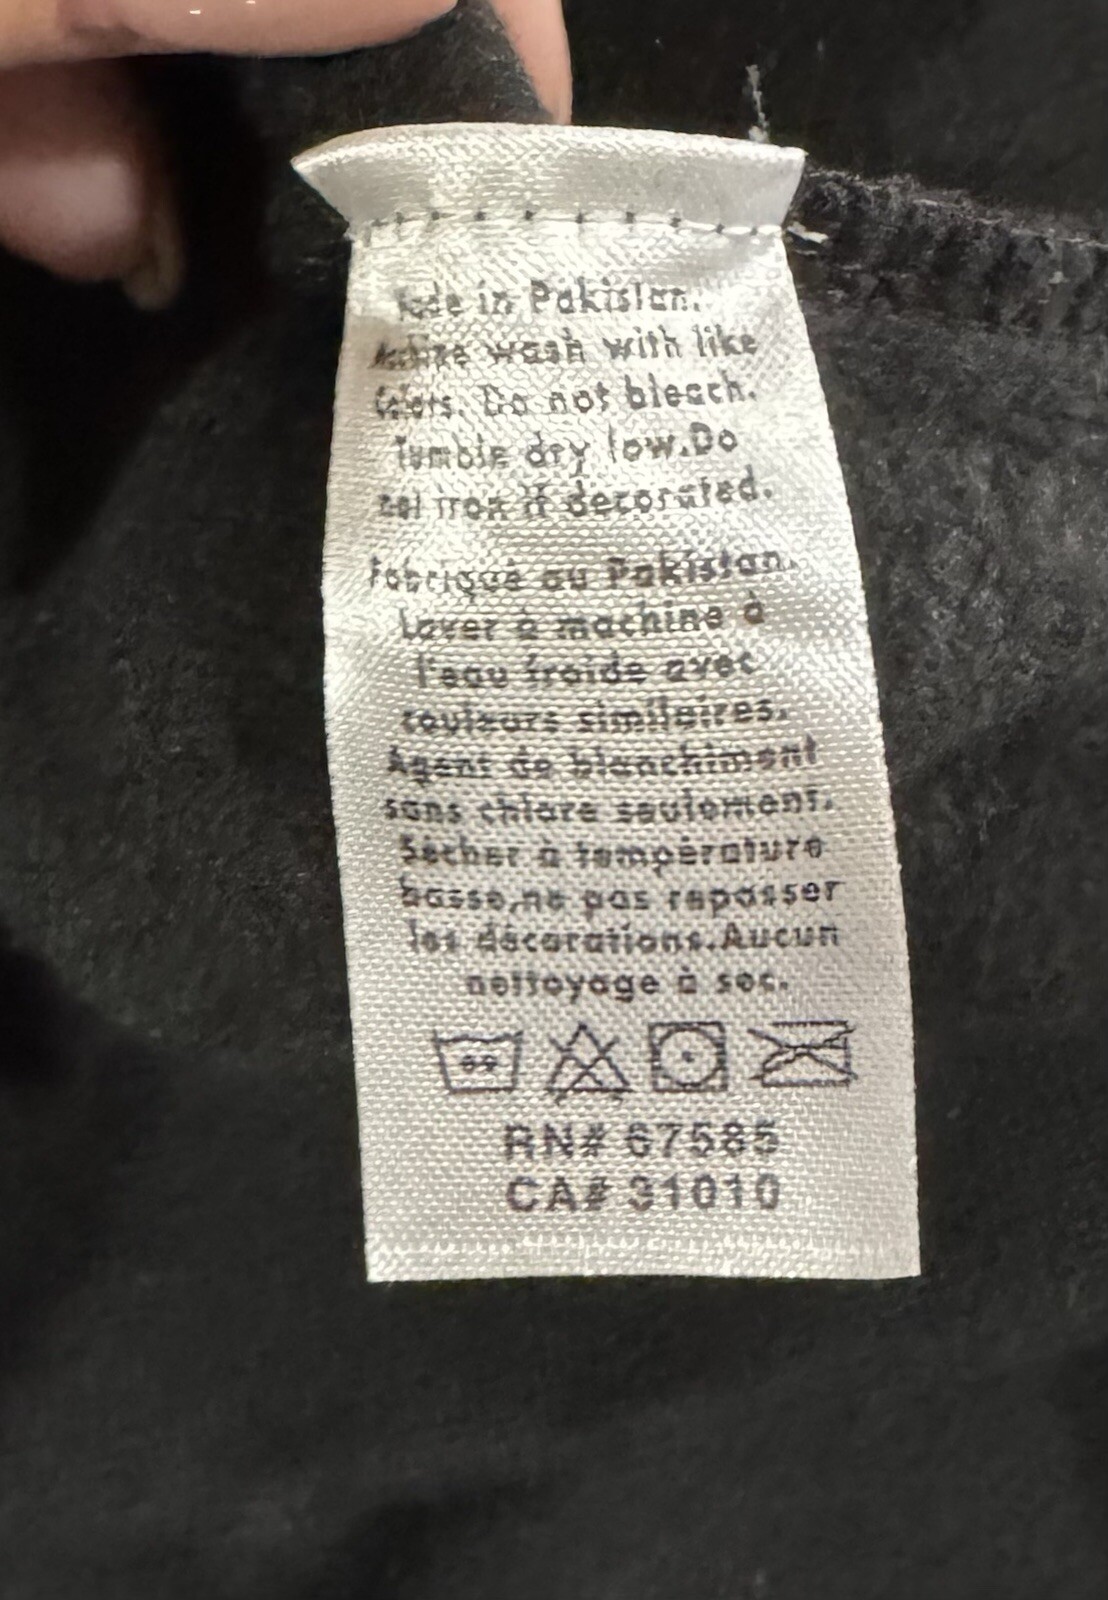 Made in Pakistan.
Machine wash with like
Colors. Do not bleach.
Tumble dry low.Do
not iron if decorated.
Fabriqué au Pakistan.
Laver à machine à
l'eau froide avec
couleurs similaires.
Agent de blanchiment
sans chlore seulement.
Sécher à température
basse,ne pas repasser
les décorations.Aucun
nettoyage à sec.
RN# 67585
CA# 31010